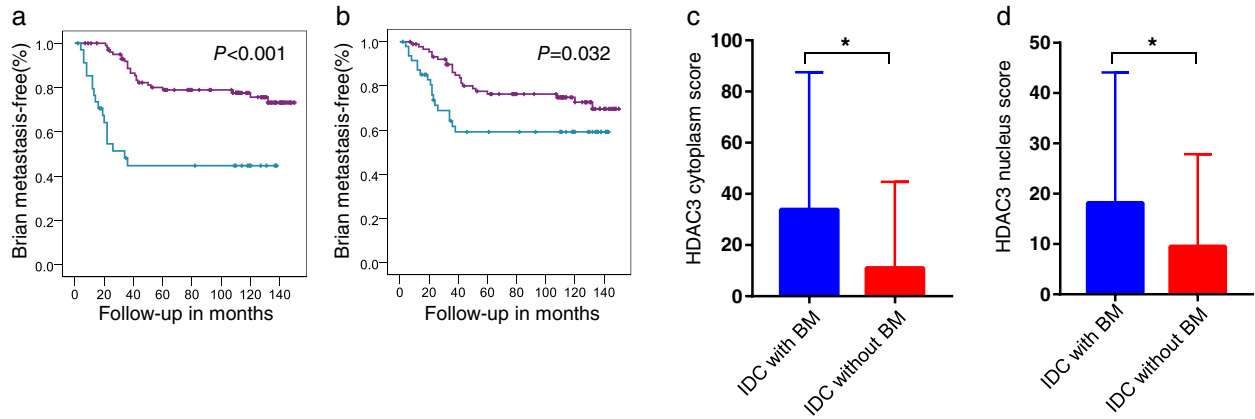 a
Brian metastasis-free(%)
1.0
0.8
0.6
0.4
0.2
0.0
P<0.001
0 20 40 60 80 100 120 140
Follow-up in months
b
Brian metastasis-free(%)
1.0
0.8
0.6
0.4
0.2
0.0
P=0.032
0 20 40 60 80 100 120 140
Follow-up in months
c
HDAC3 cytoplasm score
100
80
60
40
20
0
*
IDC with BM
IDC without BM
d
HDAC3 nucleus score
50
40
30
20
10
0
*
IDC with BM
IDC without BM